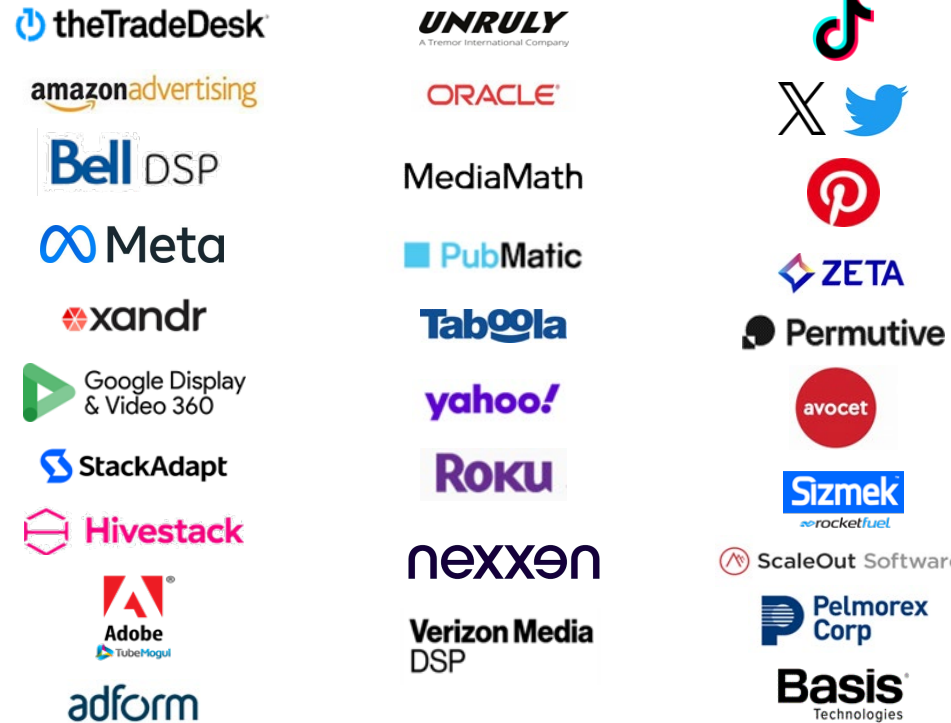 theTradeDesk
amazonadvertising
Bell DSP
Meta
xandr
Google Display
& Video 360
StackAdapt
Hivestack
Adobe
TubeMogul
adform
UNRULY
A Tremor International Company
ORACLE
MediaMath
PubMatic
Taboola
yahoo!
ROKU
nexxen
Verizon Media
DSP
X
ZETA
Permutive
avocet
Sizmek
rocketfuel
ScaleOut Softwar
Pelmorex
Corp
Basis
Technologies